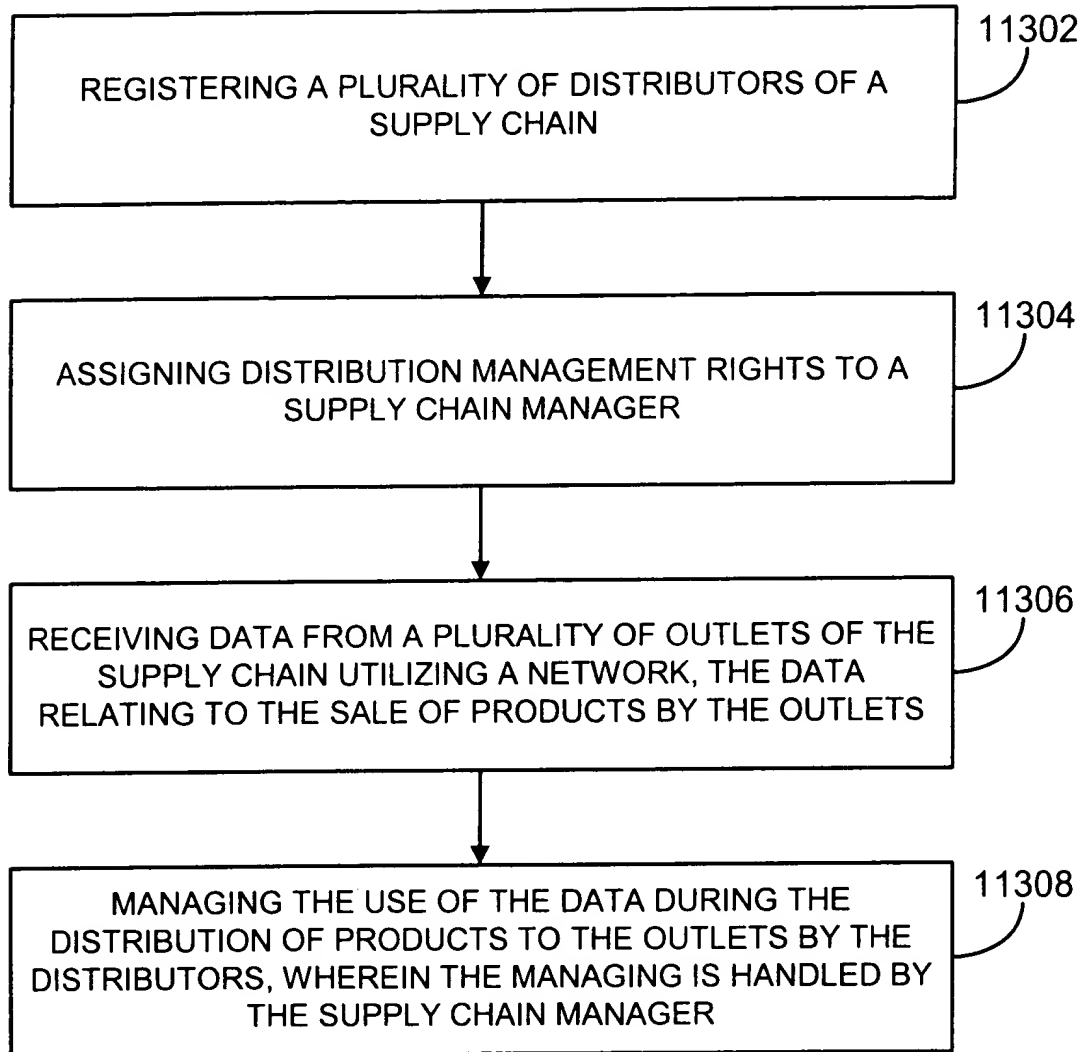 11302
REGISTERING A PLURALITY OF DISTRIBUTORS OF A
SUPPLY CHAIN
11304
ASSIGNING DISTRIBUTION MANAGEMENT RIGHTS TO A
SUPPLY CHAIN MANAGER
11306
RECEIVING DATA FROM A PLURALITY OF OUTLETS OF THE
SUPPLY CHAIN UTILIZING A NETWORK, THE DATA
RELATING TO THE SALE OF PRODUCTS BY THE OUTLETS
11308
MANAGING THE USE OF THE DATA DURING THE
DISTRIBUTION OF PRODUCTS TO THE OUTLETS BY THE
DISTRIBUTORS, WHEREIN THE MANAGING IS HANDLED BY
THE SUPPLY CHAIN MANAGER